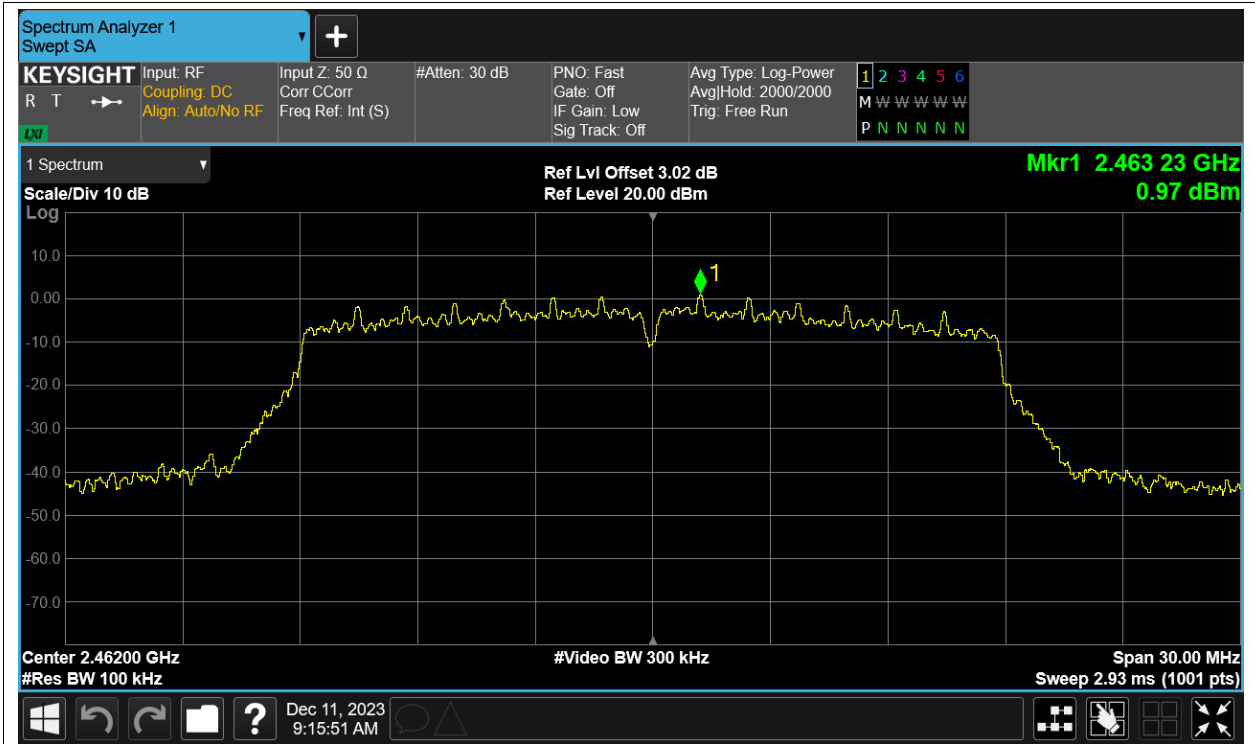 Spectrum Analyzer 1
Swept SA
KEYSIGHT
R T
LXI
Input: RF
Coupling: DC
Align: Auto/No RF
Input Z: 50 Ω
Corr CCorr
Freq Ref: Int (S)
#Atten: 30 dB
PNO: Fast
Gate: Off
IF Gain: Low
Sig Track: Off
Avg Type: Log-Power
Avg|Hold: 2000/2000
Trig: Free Run
1 2 3 4 5 6
M W W W W W
P N N N N N
1 Spectrum
Scale/Div 10 dB
Log
Ref Lvl Offset 3.02 dB
Ref Level 20.00 dBm
Mkr1 2.463 23 GHz
0.97 dBm
1
10.0
0.00
-10.0
-20.0
-30.0
-40.0
-50.0
-60.0
-70.0
Center 2.46200 GHz
#Res BW 100 kHz
#Video BW 300 kHz
Span 30.00 MHz
Sweep 2.93 ms (1001 pts)
?
Dec 11, 2023
9:15:51 AM